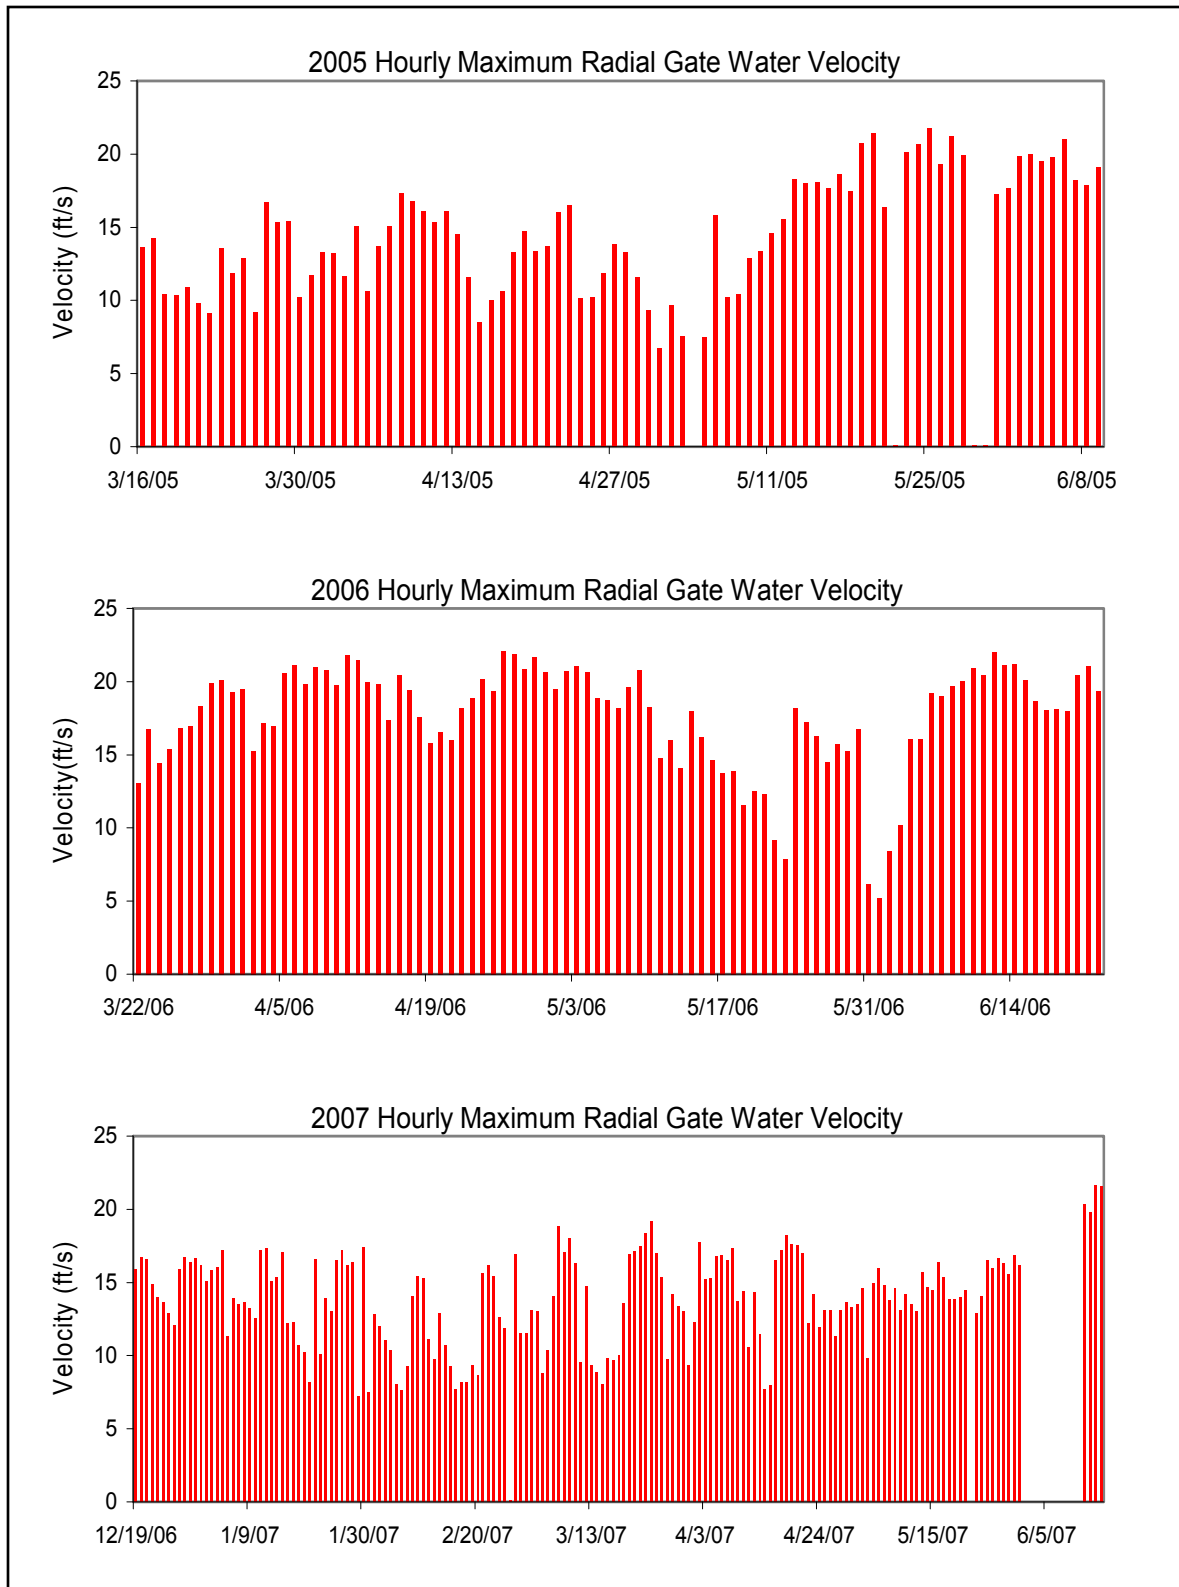 2005 Hourly Maximum Radial Gate Water Velocity
25
20
15
10
5
0
Velocity (ft/s)
3/16/05 3/30/05 4/13/05 4/27/05 5/11/05 5/25/05 6/8/05
2006 Hourly Maximum Radial Gate Water Velocity
25
20
15
10
5
0
Velocity(ft/s)
3/22/06 4/5/06 4/19/06 5/3/06 5/17/06 5/31/06 6/14/06
2007 Hourly Maximum Radial Gate Water Velocity
25
20
15
10
5
0
Velocity (ft/s)
12/19/06 1/9/07 1/30/07 2/20/07 3/13/07 4/3/07 4/24/07 5/15/07 6/5/07